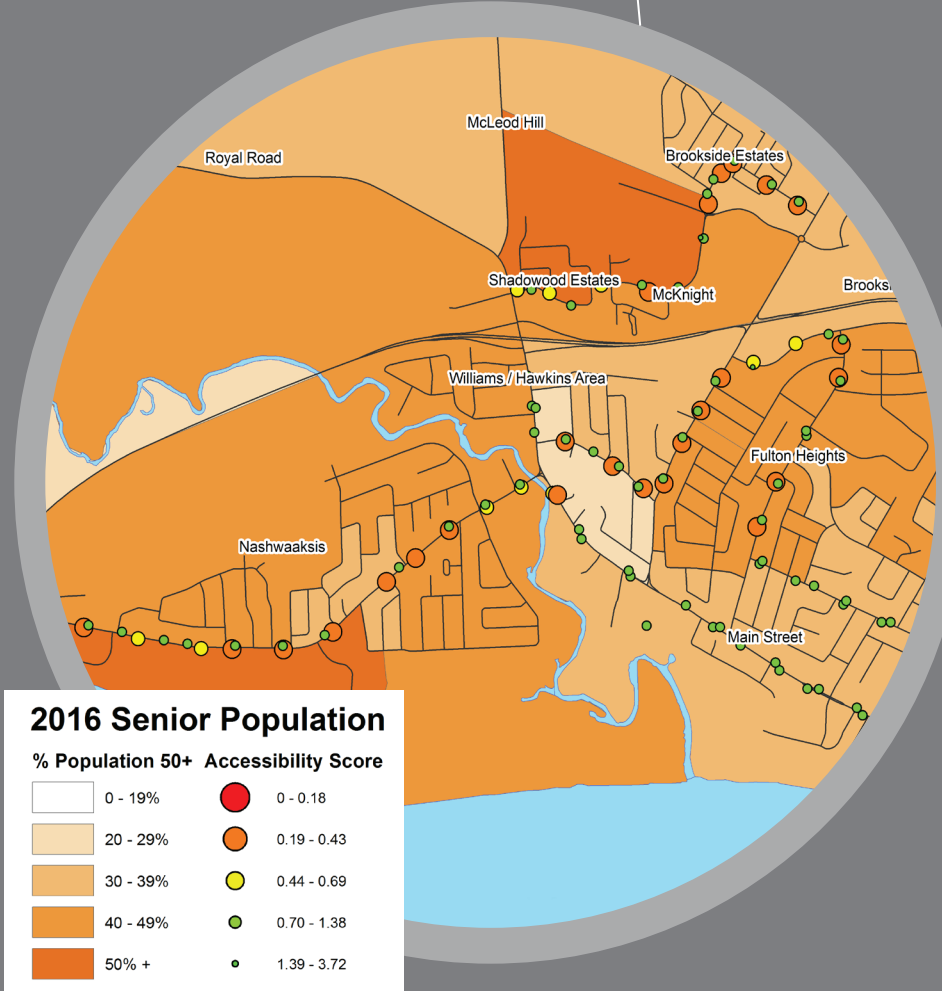 McLeod Hill
Royal Road
Brookside Estates
Shadowood Estates
McKnight
Brooksi
Williams / Hawkins Area
Fulton Heights
Nashwaaksis
Main Street
2016 Senior Population
% Population 50+ Accessibility Score
0 - 19% 0 - 0.18
20 - 29% 0.19 - 0.43
30 - 39% 0.44 - 0.69
40 - 49% 0.70 - 1.38
50% + 1.39 - 3.72